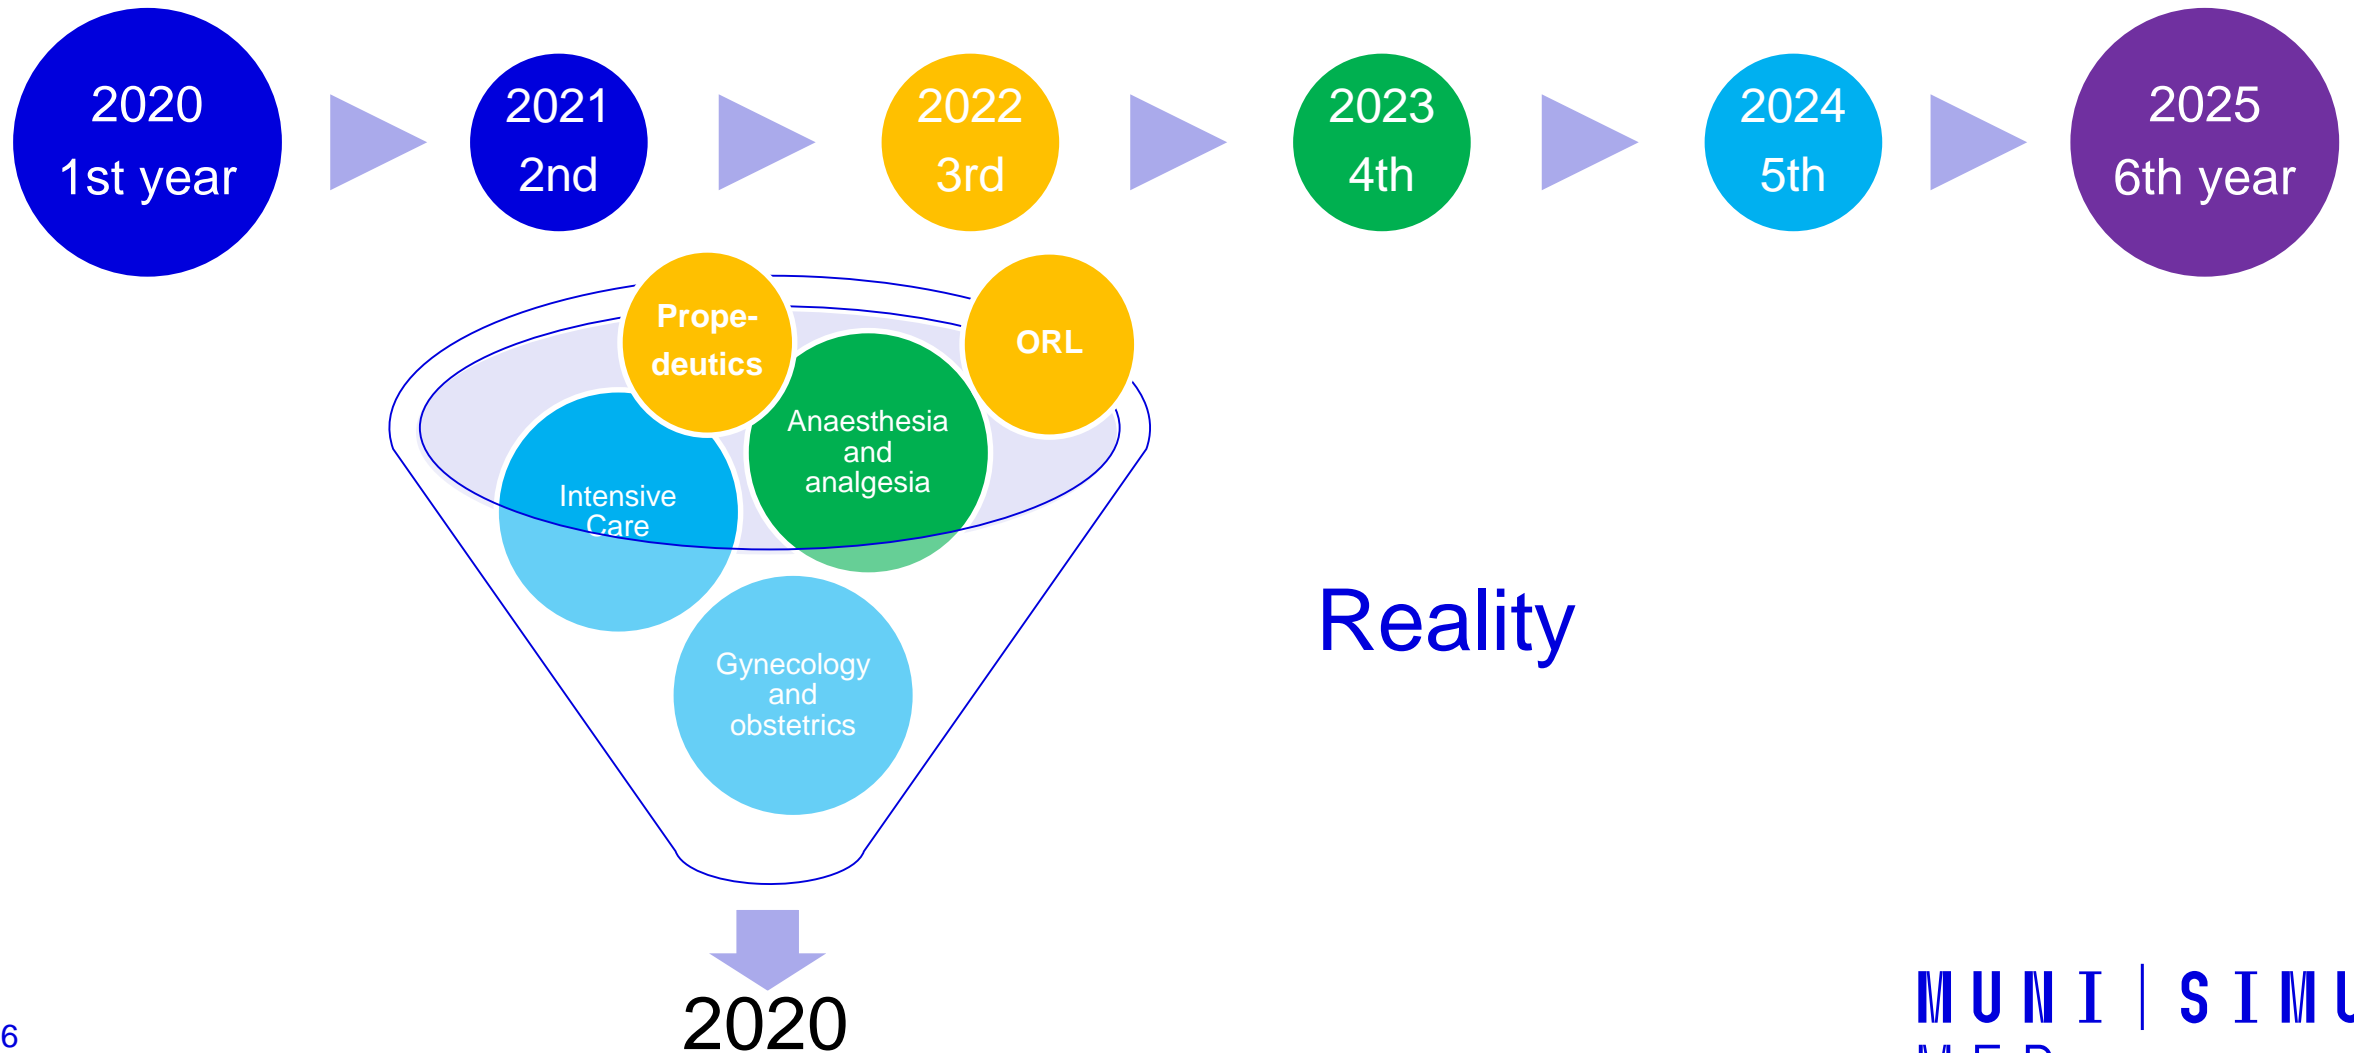 2020
1st year
2021
2nd
2022
3rd
2023
4th
2024
5th
2025
6th year
Prope-
deutics
ORL
Anaesthesia
and
analgesia
Intensive
Care
Gynecology
and
obstetrics
Reality
2020
6
MUNI | SIMU
MED